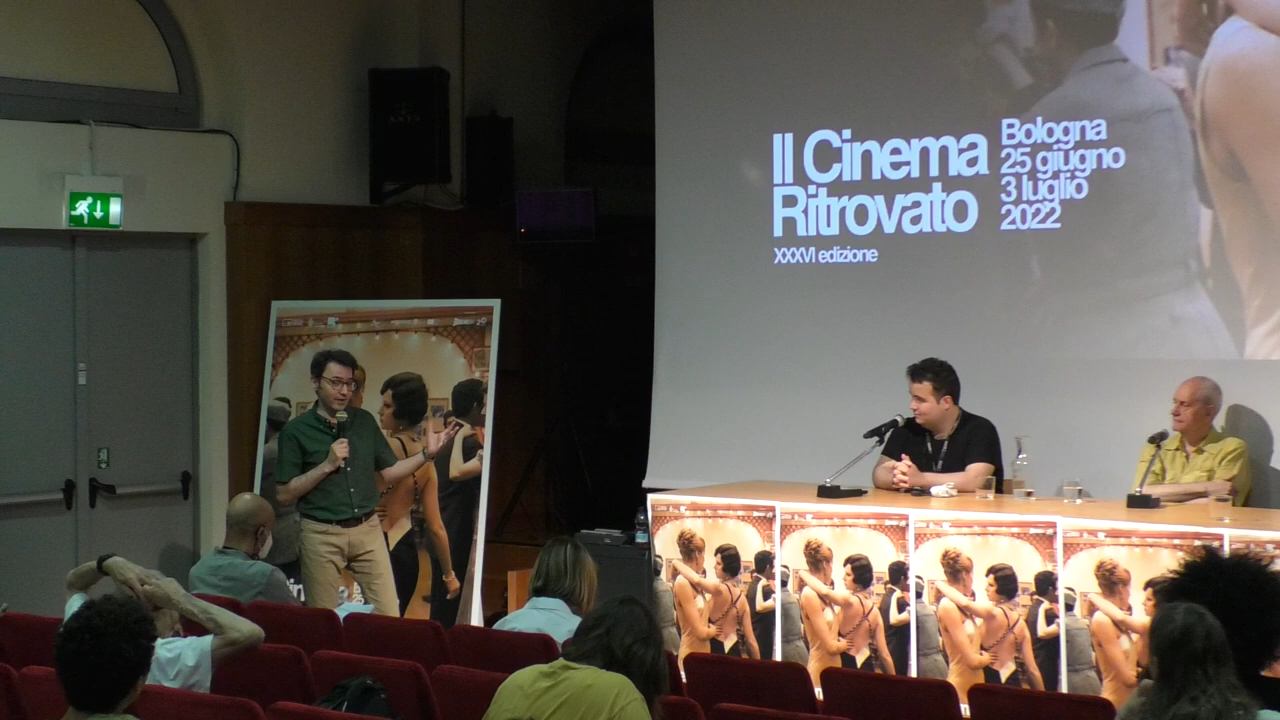 Il Cinema
Ritrovato
XXXVI edizione
Bologna
25 giugno
3 luglio
2022